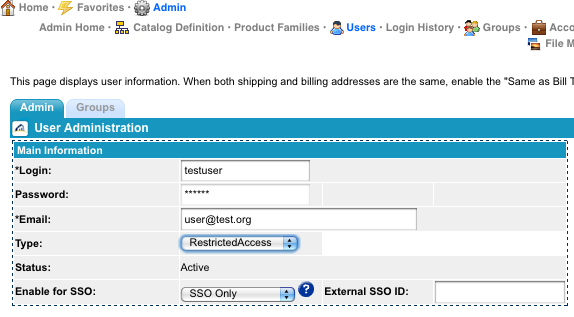 Home · Favorites · Admin
Admin Home · Catalog Definition · Product Families · Users · Login History · Groups · Acco
File M
This page displays user information. When both shipping and billing addresses are the same, enable the "Same as Bill T
Admin Groups
User Administration
Main Information
*Login: testuser
Password: ******
*Email: user@test.org
Type: RestrictedAccess
Status: Active
Enable for SSO: SSO Only ? External SSO ID: